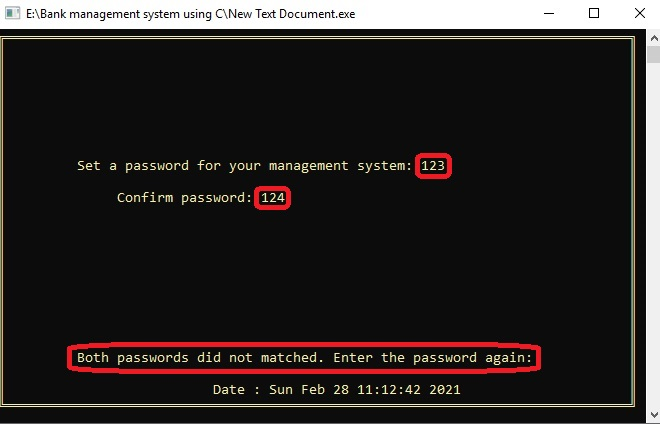 E:\Bank management system using C\New Text Document.exe
Set a password for your management system: 123
Confirm password: 124
Both passwords did not matched. Enter the password again:
Date : Sun Feb 28 11:12:42 2021